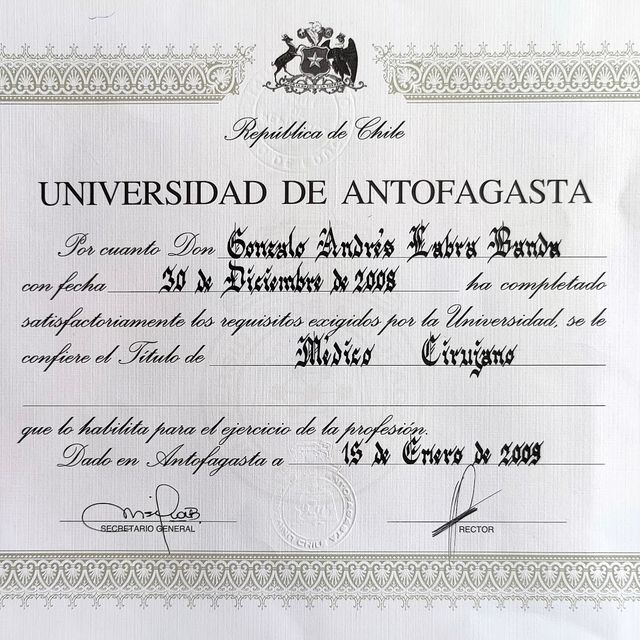 República de Chile
UNIVERSIDAD DE ANTOFAGASTA
Por cuanto Don Gonzalo Andrés Labra Banda
con fecha 30 de Diciembre de 2008 ha completado
satisfactoriamente los requisitos exigidos por la Universidad, se le
confiere el Título de Médico Cirujano
que lo habilita para el ejercicio de la profesión.
Dado en Antofagasta a 15 de Enero de 2009
SECRETARIO GENERAL RECTOR